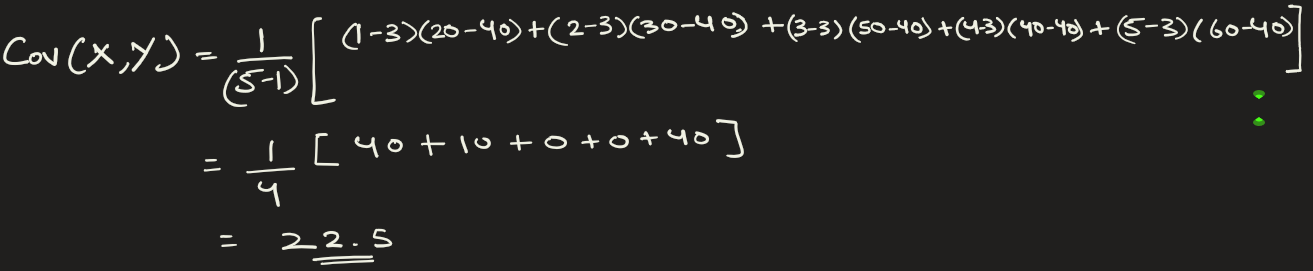 Cov(X,Y) = 1/(5-1) [ (1-3)(20-40)+(2-3)(30-40)+(3-3)(50-40)+(4-3)(40-40)+(5-3)(60-40)]
= 1/4 [ 40 + 10 + 0 + 0 + 40 ]
= 22.5